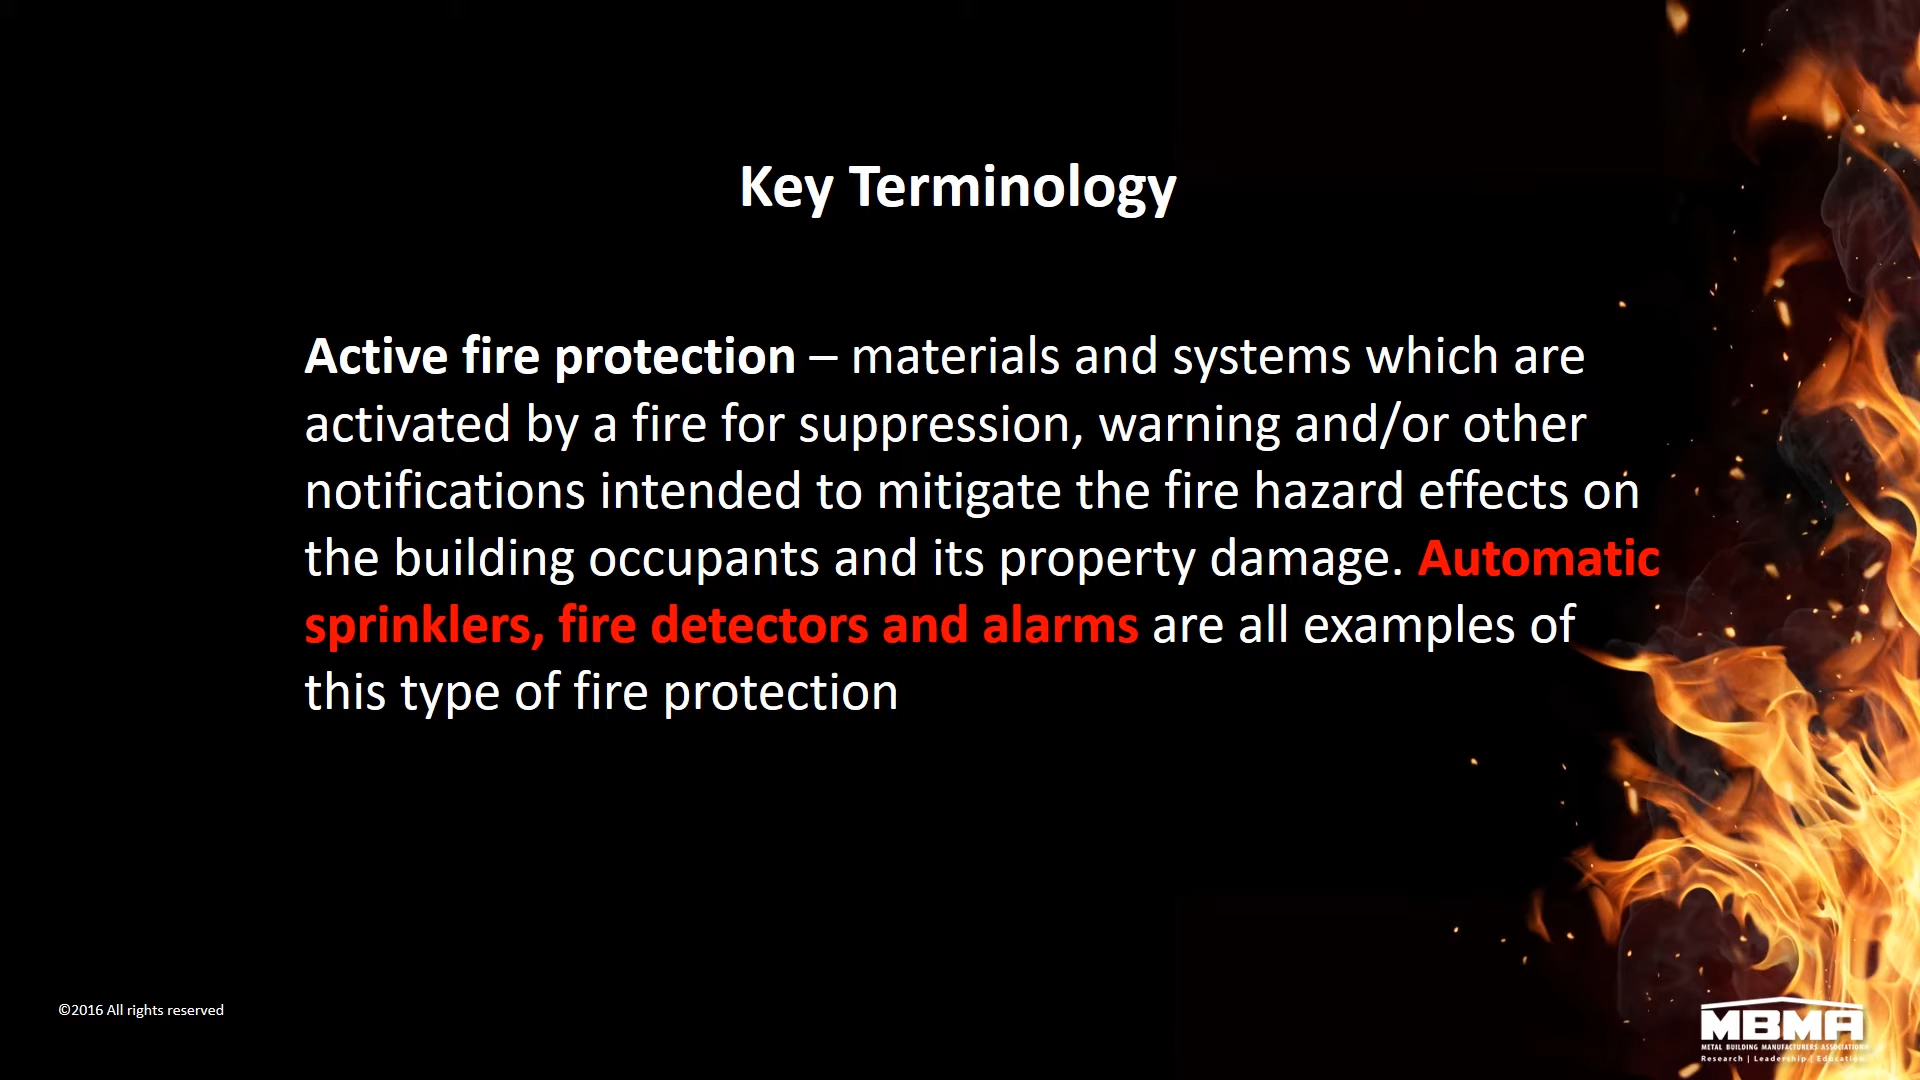 Key Terminology
Active fire protection – materials and systems which are
activated by a fire for suppression, warning and/or other
notifications intended to mitigate the fire hazard effects on
the building occupants and its property damage. Automatic
sprinklers, fire detectors and alarms are all examples of
this type of fire protection
©2016 All rights reserved
MBMA
METAL BUILDING MANUFACTURERS ASSOCIATION
Research | Leadership | Education